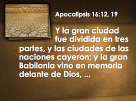 Apocalipsis 16:12, 19
Y la gran ciudad
fue dividida en tres
partes, y las ciudades de las
naciones cayeron; y la gran
Babilonia vino en memoria
delante de Dios, ...